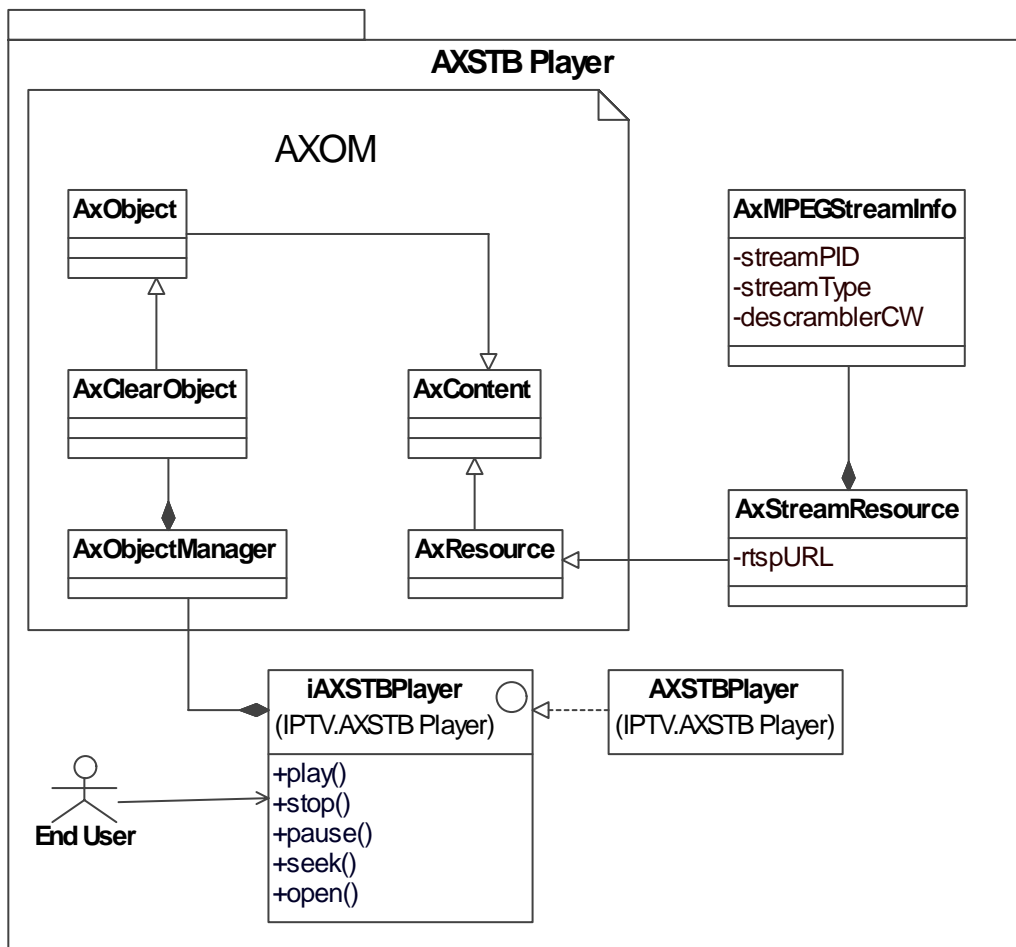 AXSTB Player
AXOM
AxObject
AxMPEGStreamInfo
-streamPID
-streamType
-descramblerCW
AxClearObject
AxContent
AxObjectManager
AxResource
AxStreamResource
-rtspURL
iAXSTBPlayer
(IPTV.AXSTB Player)
+play()
+stop()
+pause()
+seek()
+open()
AXSTBPlayer
(IPTV.AXSTB Player)
End User